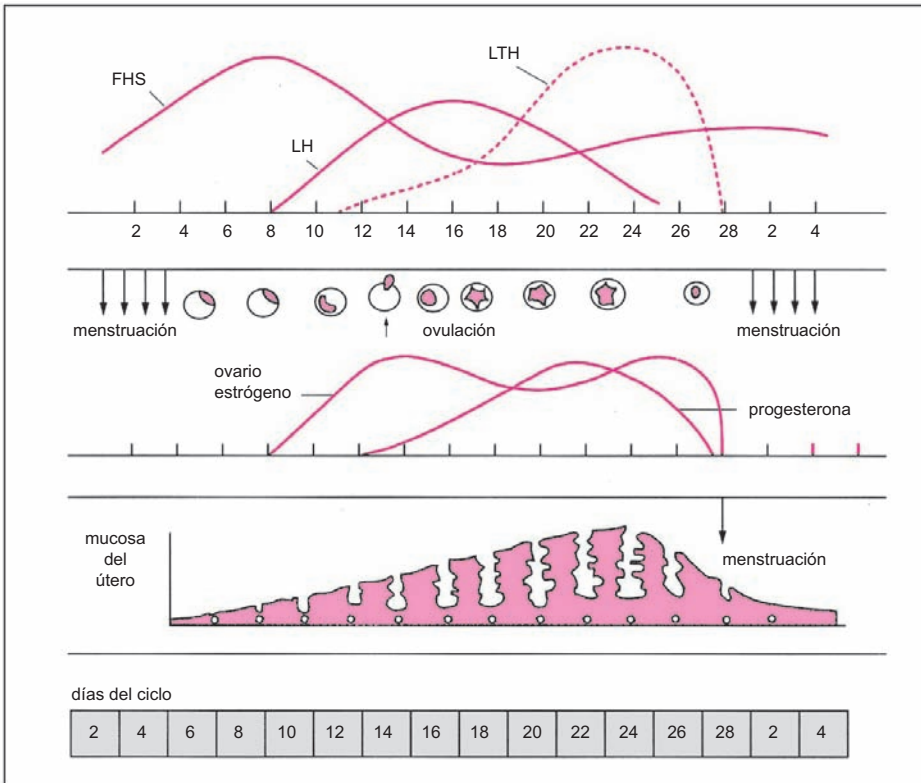 LTH
FHS
LH
2 4 6 8 10 12 14 16 18 20 22 24 26 28 2 4
menstruación ovulación menstruación
ovario
estrógeno
progesterona
mucosa
del
útero
menstruación
días del ciclo
2 4 6 8 10 12 14 16 18 20 22 24 26 28 2 4